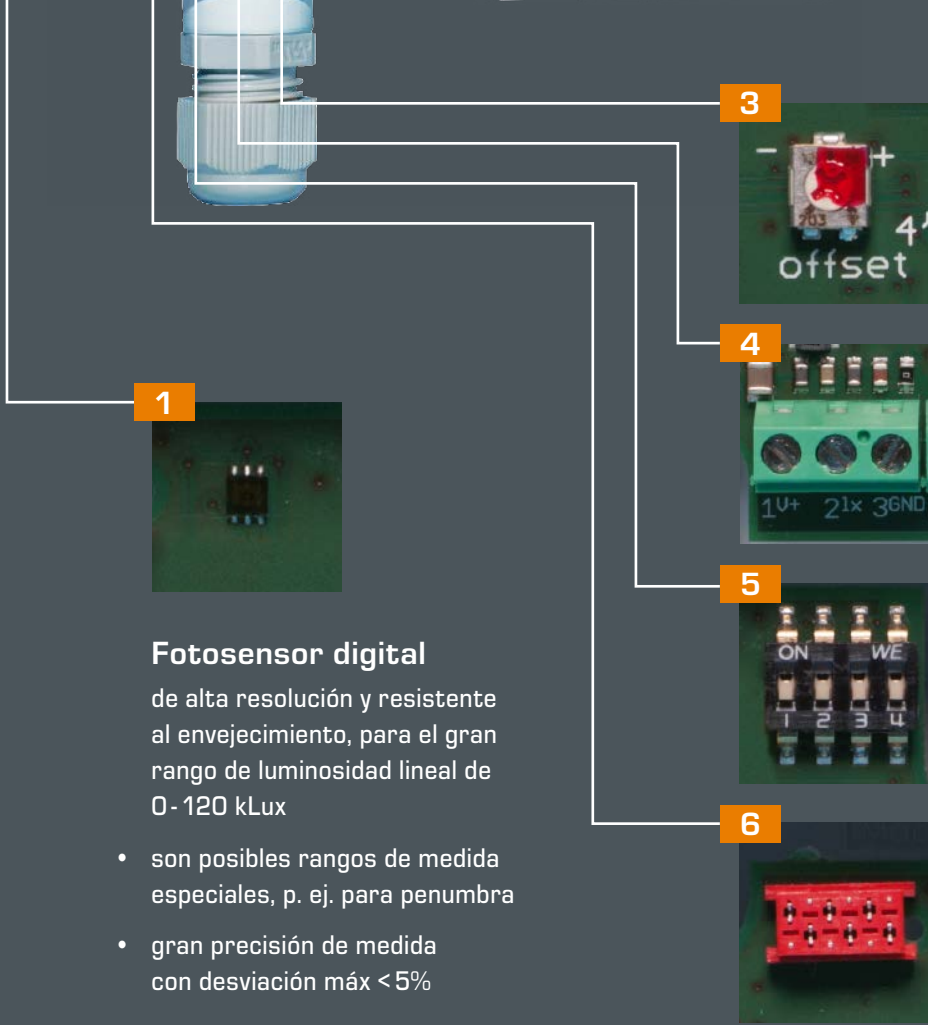 3
- +
203
4
offset
4
1V+ 2lx 3GND
1
5
ON WE
1 2 3 4
6
Fotosensor digital
de alta resolución y resistente
al envejecimiento, para el gran
rango de luminosidad lineal de
0-120 kLux
• son posibles rangos de medida
especiales, p. ej. para penumbra
• gran precisión de medida
con desviación máx <5%